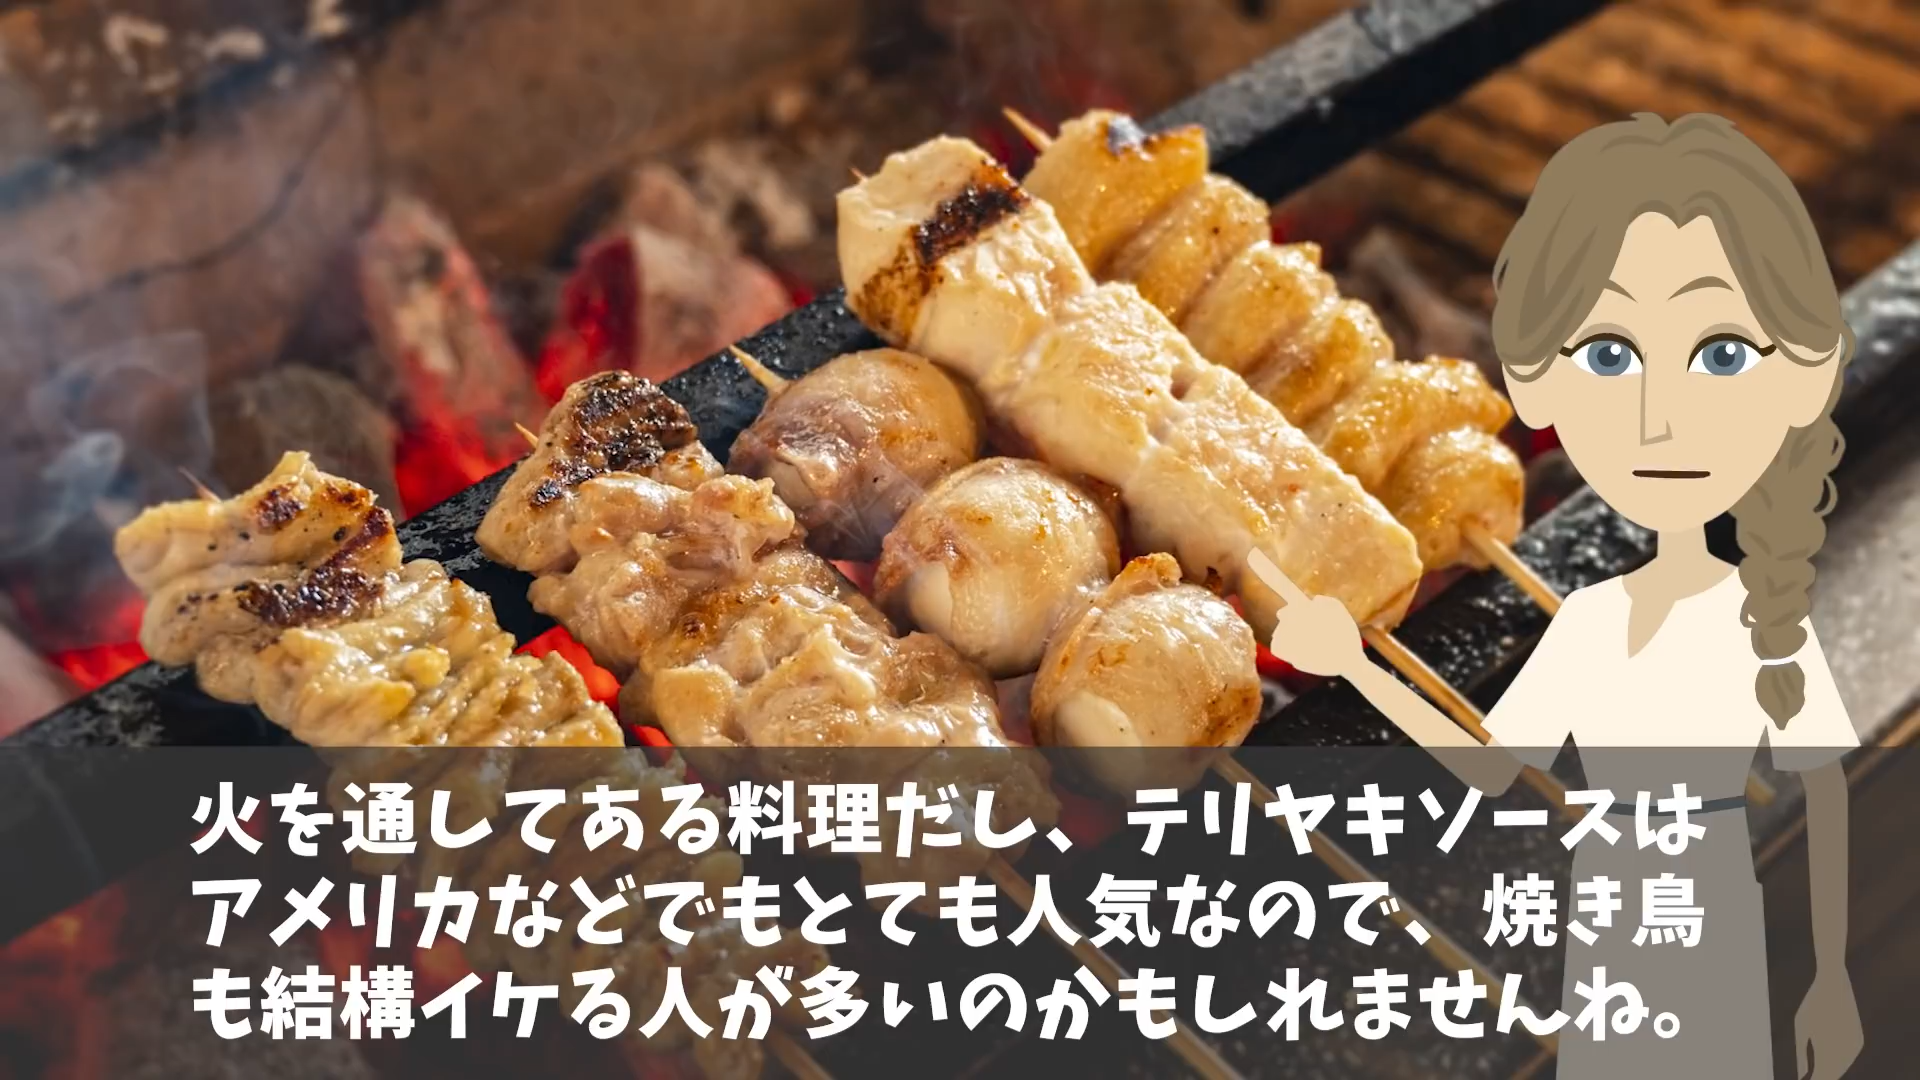 火を通してある料理だし、テリヤキソースは
アメリカなどでもとても人気なので、焼き鳥
も結構イケる人が多いのかもしれませんね。